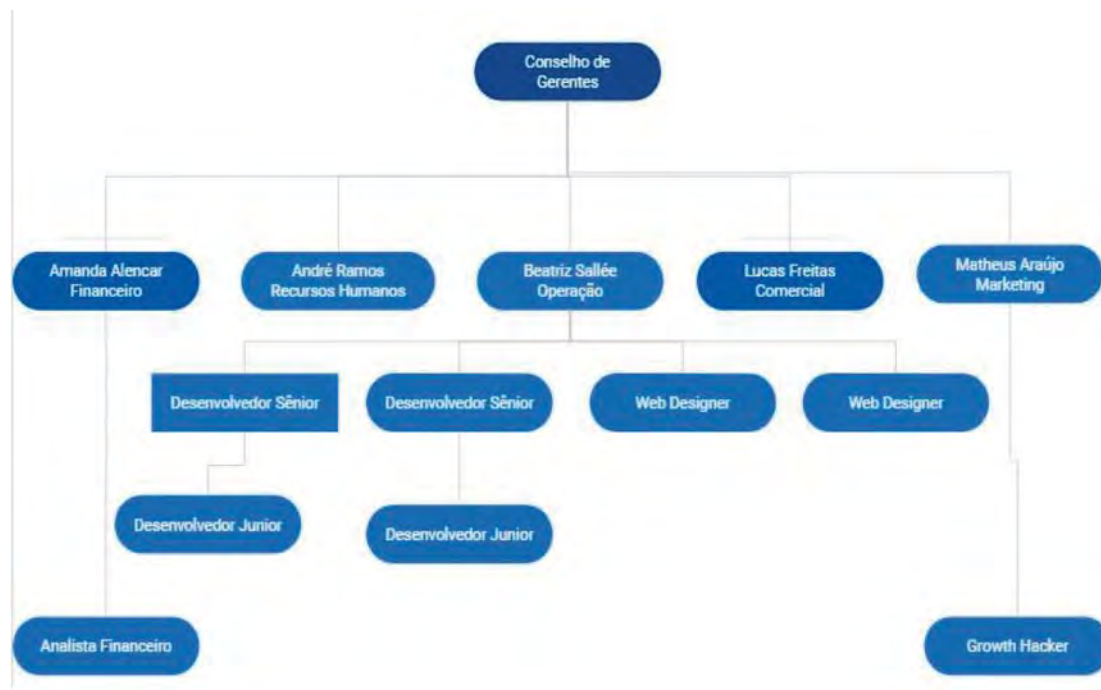 Conselho de
Gerentes
Amanda Alencar
Financeiro
André Ramos
Recursos Humanos
Beatriz Sallée
Operação
Lucas Freitas
Comercial
Matheus Araújo
Marketing
Desenvolvedor Sênior
Desenvolvedor Sênior
Web Designer
Web Designer
Desenvolvedor Junior
Desenvolvedor Junior
Analista Financeiro
Growth Hacker